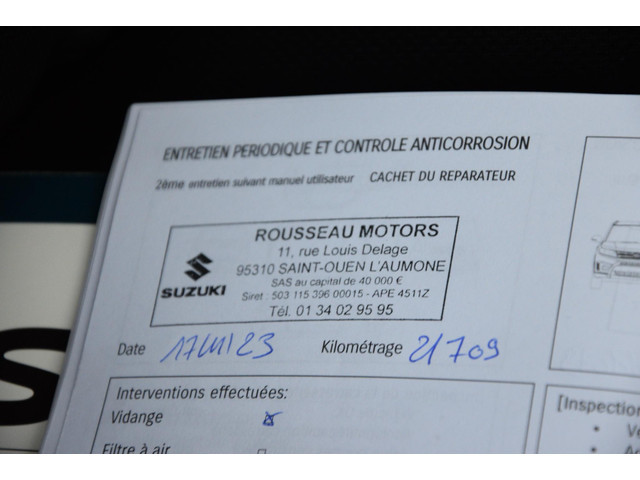 ENTRETIEN PERIODIQUE ET CONTROLE ANTICORROSION
2ème entretien suivant manuel utilisateur CACHET DU REPARATEUR
ROUSSEAU MOTORS
11, rue Louis Delage
95310 SAINT-OUEN L'AUMONE
SAS au capital de 40 000 €
Siret : 503 115 396 00015 - APE 4511Z
Tél. 01 34 02 95 95
SUZUKI
Date 17/11/23 Kilométrage 21709
Interventions effectuées:
Vidange
Filtre à air
[Inspection
S